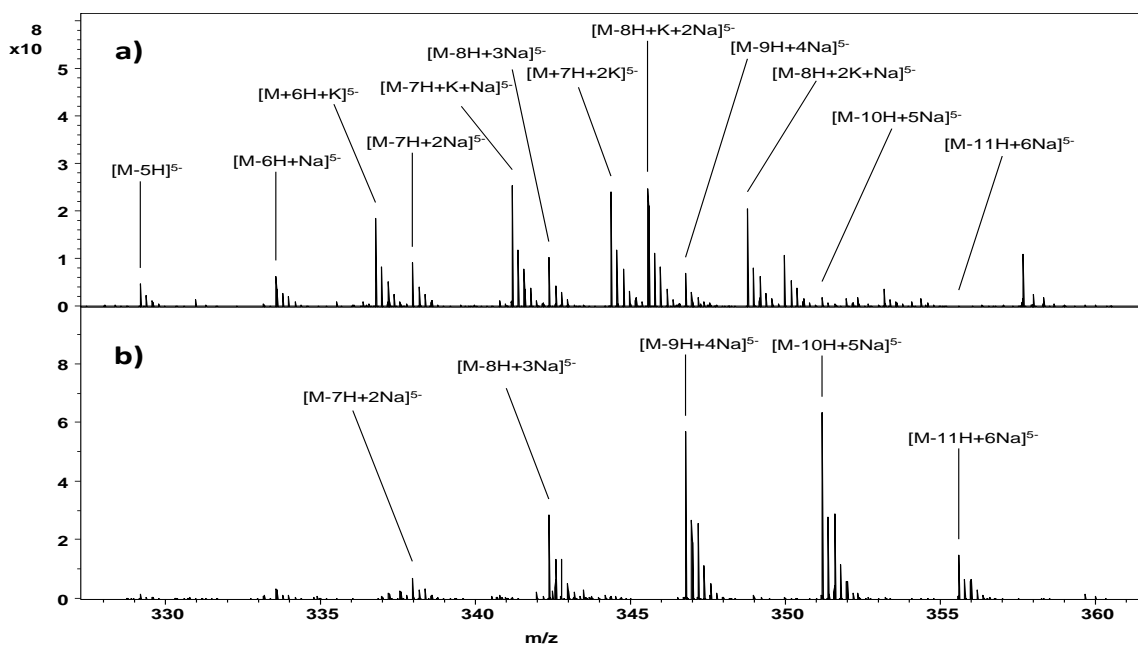 8
x10
a)
[M-8H+K+2Na]⁵⁻
[M-8H+3Na]⁵⁻
[M-9H+4Na]⁵⁻
[M-7H+K+Na]⁵⁻
[M+7H+2K]⁵⁻
[M-8H+2K+Na]⁵⁻
[M+6H+K]⁵⁻
[M-10H+5Na]⁵⁻
[M-7H+2Na]⁵⁻
[M-11H+6Na]⁵⁻
[M-5H]⁵⁻
[M-6H+Na]⁵⁻
5
4
3
2
1
0
b)
[M-9H+4Na]⁵⁻
[M-10H+5Na]⁵⁻
[M-8H+3Na]⁵⁻
[M-7H+2Na]⁵⁻
[M-11H+6Na]⁵⁻
8
6
4
2
0
330 335 340 345 350 355 360
m/z